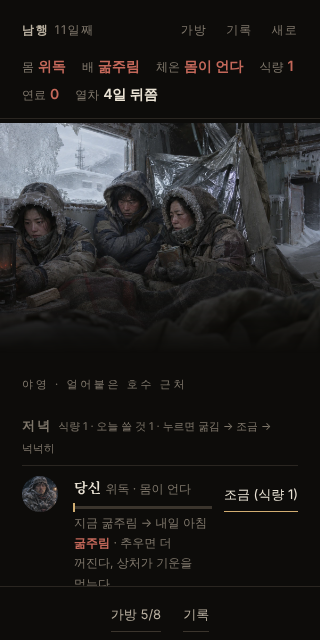 남행 11일째 가방 기록 새로
몸 위독 배 굶주림 체온 몸이 언다 식량 1
연료 0 열차 4일 뒤쯤
야영 · 얼어붙은 호수 근처
저녁 식량 1 · 오늘 쓸 것 1 · 누르면 굶김 → 조금 →
넉넉히
당신 위독 · 몸이 언다
조금 (식량 1)
지금 굶주림 → 내일 아침
굶주림 · 추우면 더
꺼진다, 상처가 기운을
먹는다
가방 5/8 기록